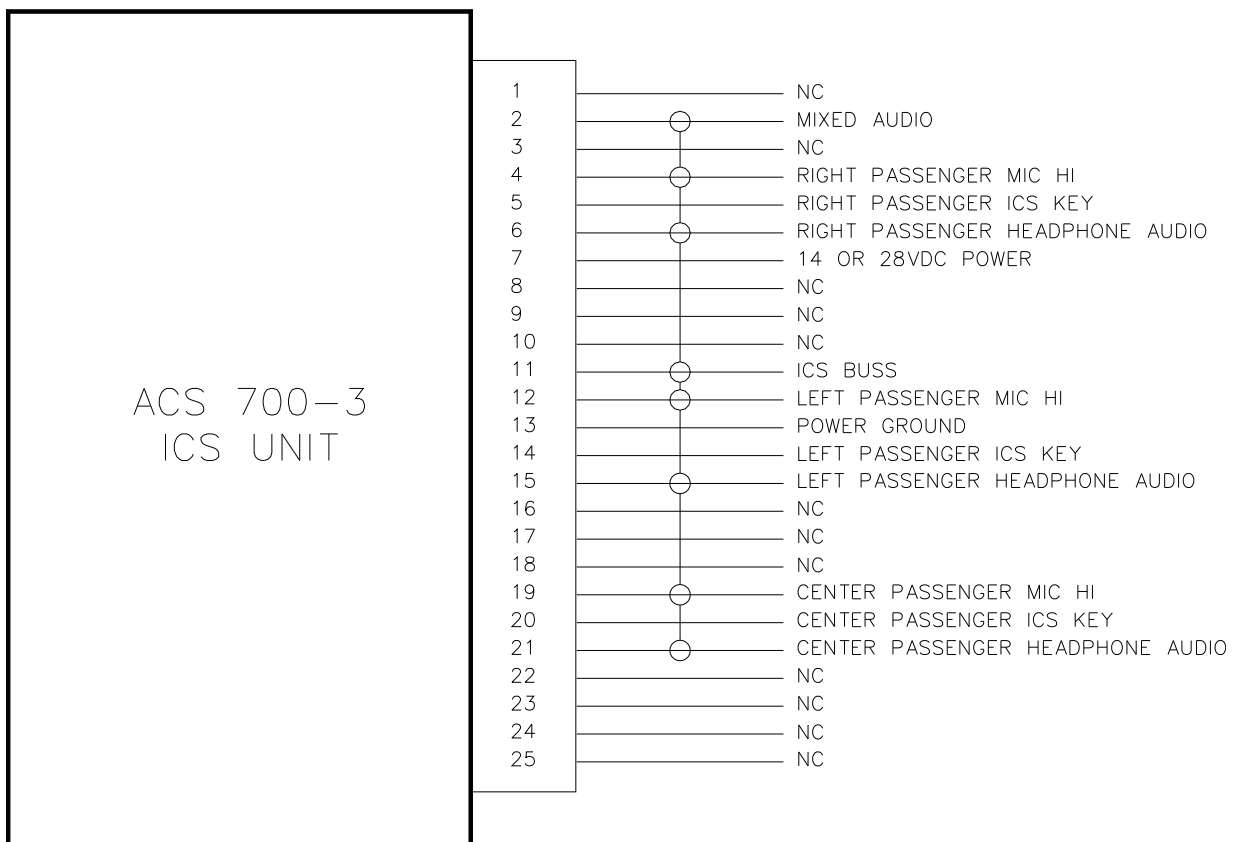 ACS 700-3
ICS UNIT
1 NC
2 MIXED AUDIO
3 NC
4 RIGHT PASSENGER MIC HI
5 RIGHT PASSENGER ICS KEY
6 RIGHT PASSENGER HEADPHONE AUDIO
7 14 OR 28VDC POWER
8 NC
9 NC
10 NC
11 ICS BUSS
12 LEFT PASSENGER MIC HI
13 POWER GROUND
14 LEFT PASSENGER ICS KEY
15 LEFT PASSENGER HEADPHONE AUDIO
16 NC
17 NC
18 NC
19 CENTER PASSENGER MIC HI
20 CENTER PASSENGER ICS KEY
21 CENTER PASSENGER HEADPHONE AUDIO
22 NC
23 NC
24 NC
25 NC